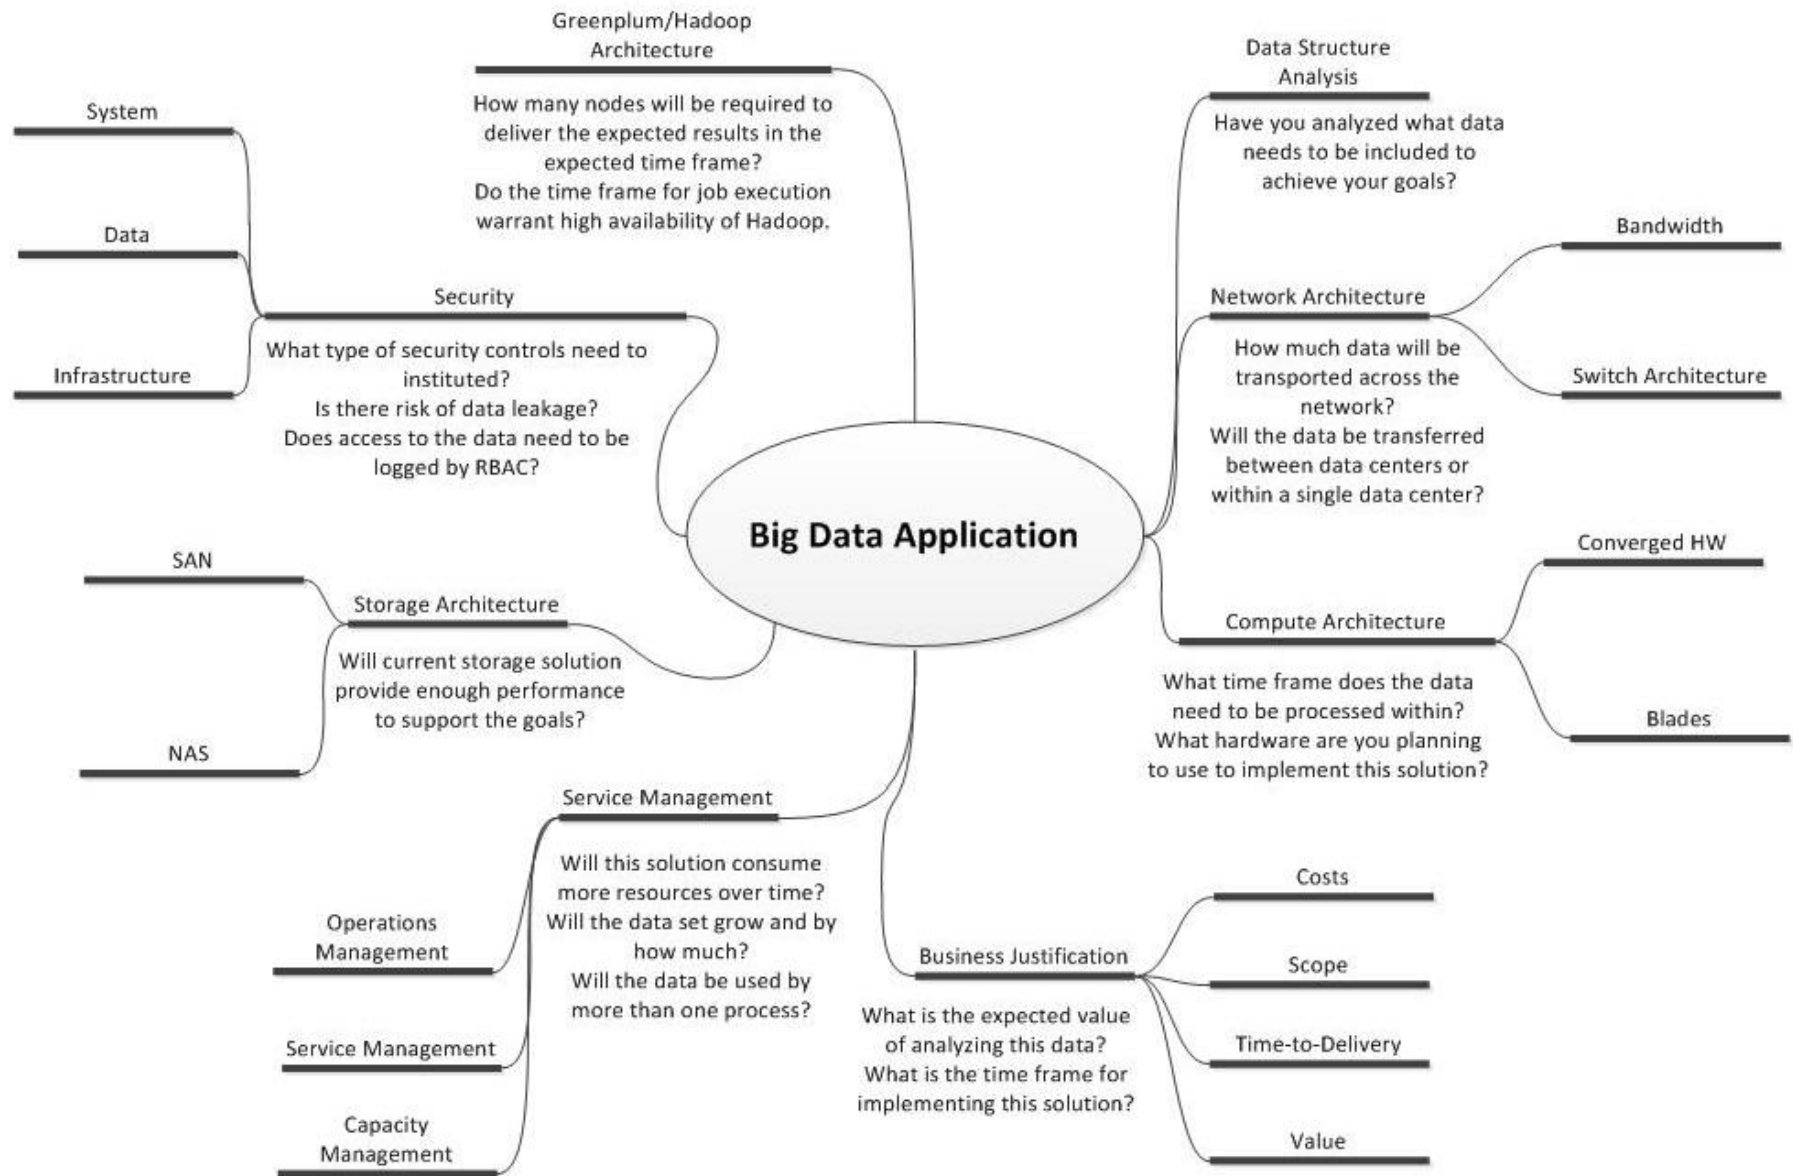 Greenplum/Hadoop
Architecture
How many nodes will be required to
deliver the expected results in the
expected time frame?
Do the time frame for job execution
warrant high availability of Hadoop.
Data Structure
Analysis
Have you analyzed what data
needs to be included to
achieve your goals?
System
Data
Infrastructure
Security
What type of security controls need to
instituted?
Is there risk of data leakage?
Does access to the data need to be
logged by RBAC?
Bandwidth
Network Architecture
Switch Architecture
How much data will be
transported across the
network?
Will the data be transferred
between data centers or
within a single data center?
Big Data Application
SAN
Storage Architecture
Will current storage solution
provide enough performance
to support the goals?
NAS
Converged HW
Compute Architecture
What time frame does the data
need to be processed within?
What hardware are you planning
to use to implement this solution?
Blades
Service Management
Will this solution consume
more resources over time?
Will the data set grow and by
how much?
Will the data be used by
more than one process?
Operations
Management
Service Management
Capacity
Management
Business Justification
What is the expected value
of analyzing this data?
What is the time frame for
implementing this solution?
Costs
Scope
Time-to-Delivery
Value